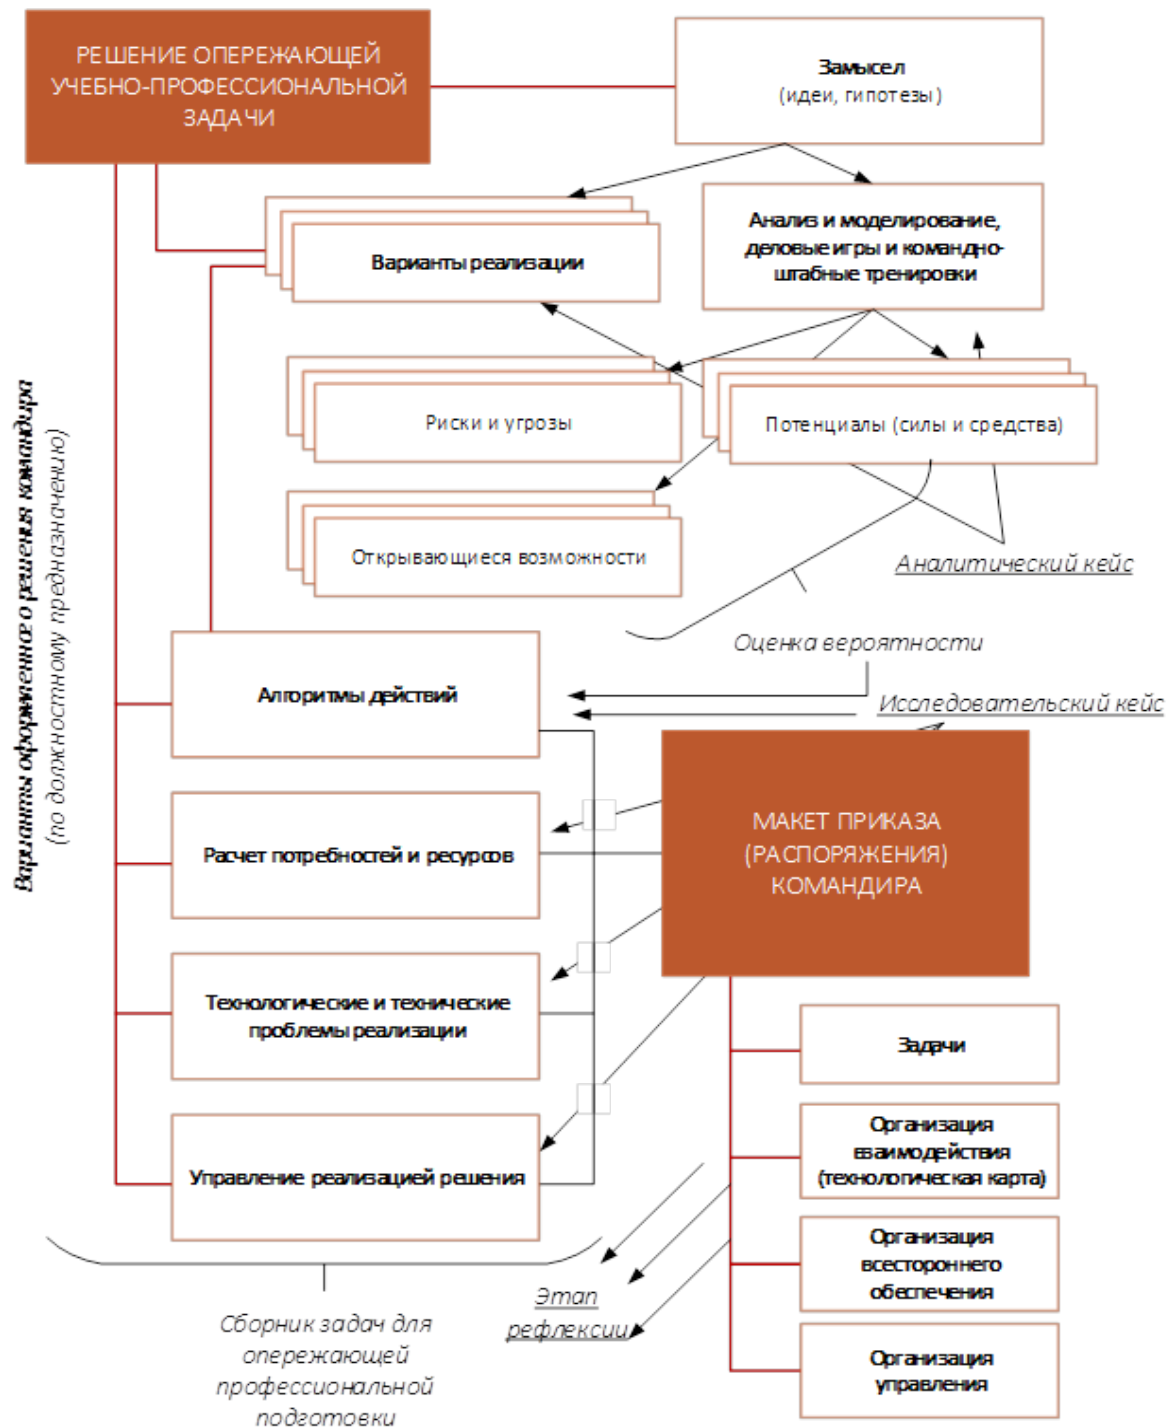 РЕШЕНИЕ ОПЕРЕЖАЮЩЕЙ
УЧЕБНО-ПРОФЕССИОНАЛЬНОЙ
ЗАДАЧИ
Замысел
(идеи, гипотезы)
Варианты реализации
Анализ и моделирование,
деловые игры и командно-
штабные тренировки
Риски и угрозы
Потенциалы (силы и средства)
Открывающиеся возможности
Аналитический кейс
Оценка вероятности
Исследовательский кейс
Варианты оформленного решения командира
(по должностному предназначению)
Алгоритмы действий
Расчет потребностей и ресурсов
Технологические и технические
проблемы реализации
Управление реализацией решения
МАКЕТ ПРИКАЗА
(РАСПОРЯЖЕНИЯ)
КОМАНДИРА
Задачи
Организация
взаимодействия
(технологическая карта)
Организация
всестороннего
обеспечения
Организация
управления
Этап
рефлексии
Сборник задач для
опережающей
профессиональной
подготовки